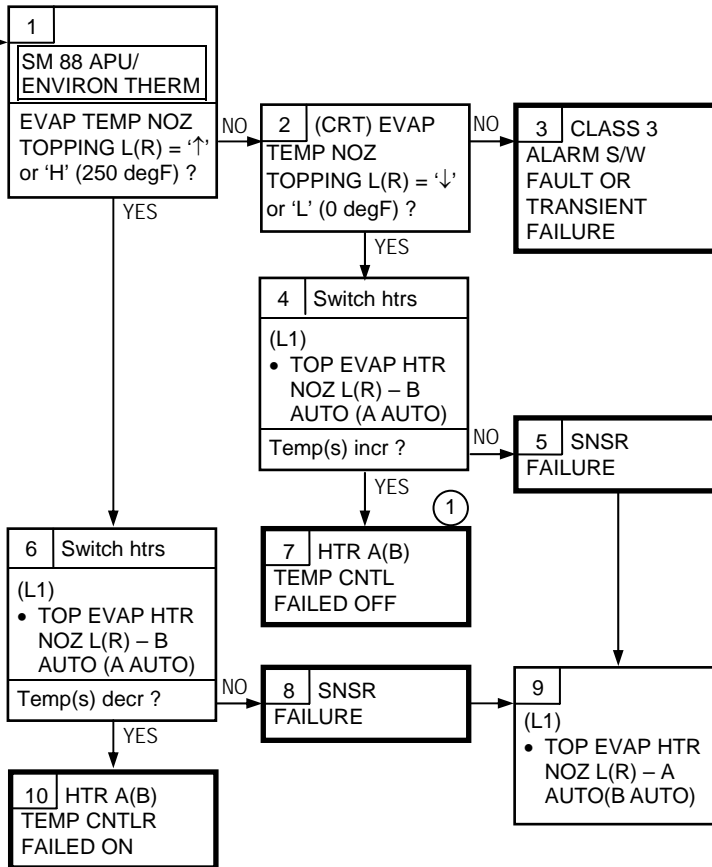 1
SM 88 APU/
ENVIRON THERM
EVAP TEMP NOZ
TOPPING L(R) = ‘↑’
or ‘H’ (250 degF) ?
NO
YES
2 (CRT) EVAP
TEMP NOZ
TOPPING L(R) = ‘↓’
or ‘L’ (0 degF) ?
NO
YES
3 CLASS 3
ALARM S/W
FAULT OR
TRANSIENT
FAILURE
4 Switch htrs
(L1)
• TOP EVAP HTR
NOZ L(R) – B
AUTO (A AUTO)
Temp(s) incr ?
NO
YES
5 SNSR
FAILURE
6 Switch htrs
(L1)
• TOP EVAP HTR
NOZ L(R) – B
AUTO (A AUTO)
Temp(s) decr ?
NO
YES
1
7 HTR A(B)
TEMP CNTL
FAILED OFF
8 SNSR
FAILURE
9
(L1)
• TOP EVAP HTR
NOZ L(R) – A
AUTO(B AUTO)
10 HTR A(B)
TEMP CNTLR
FAILED ON